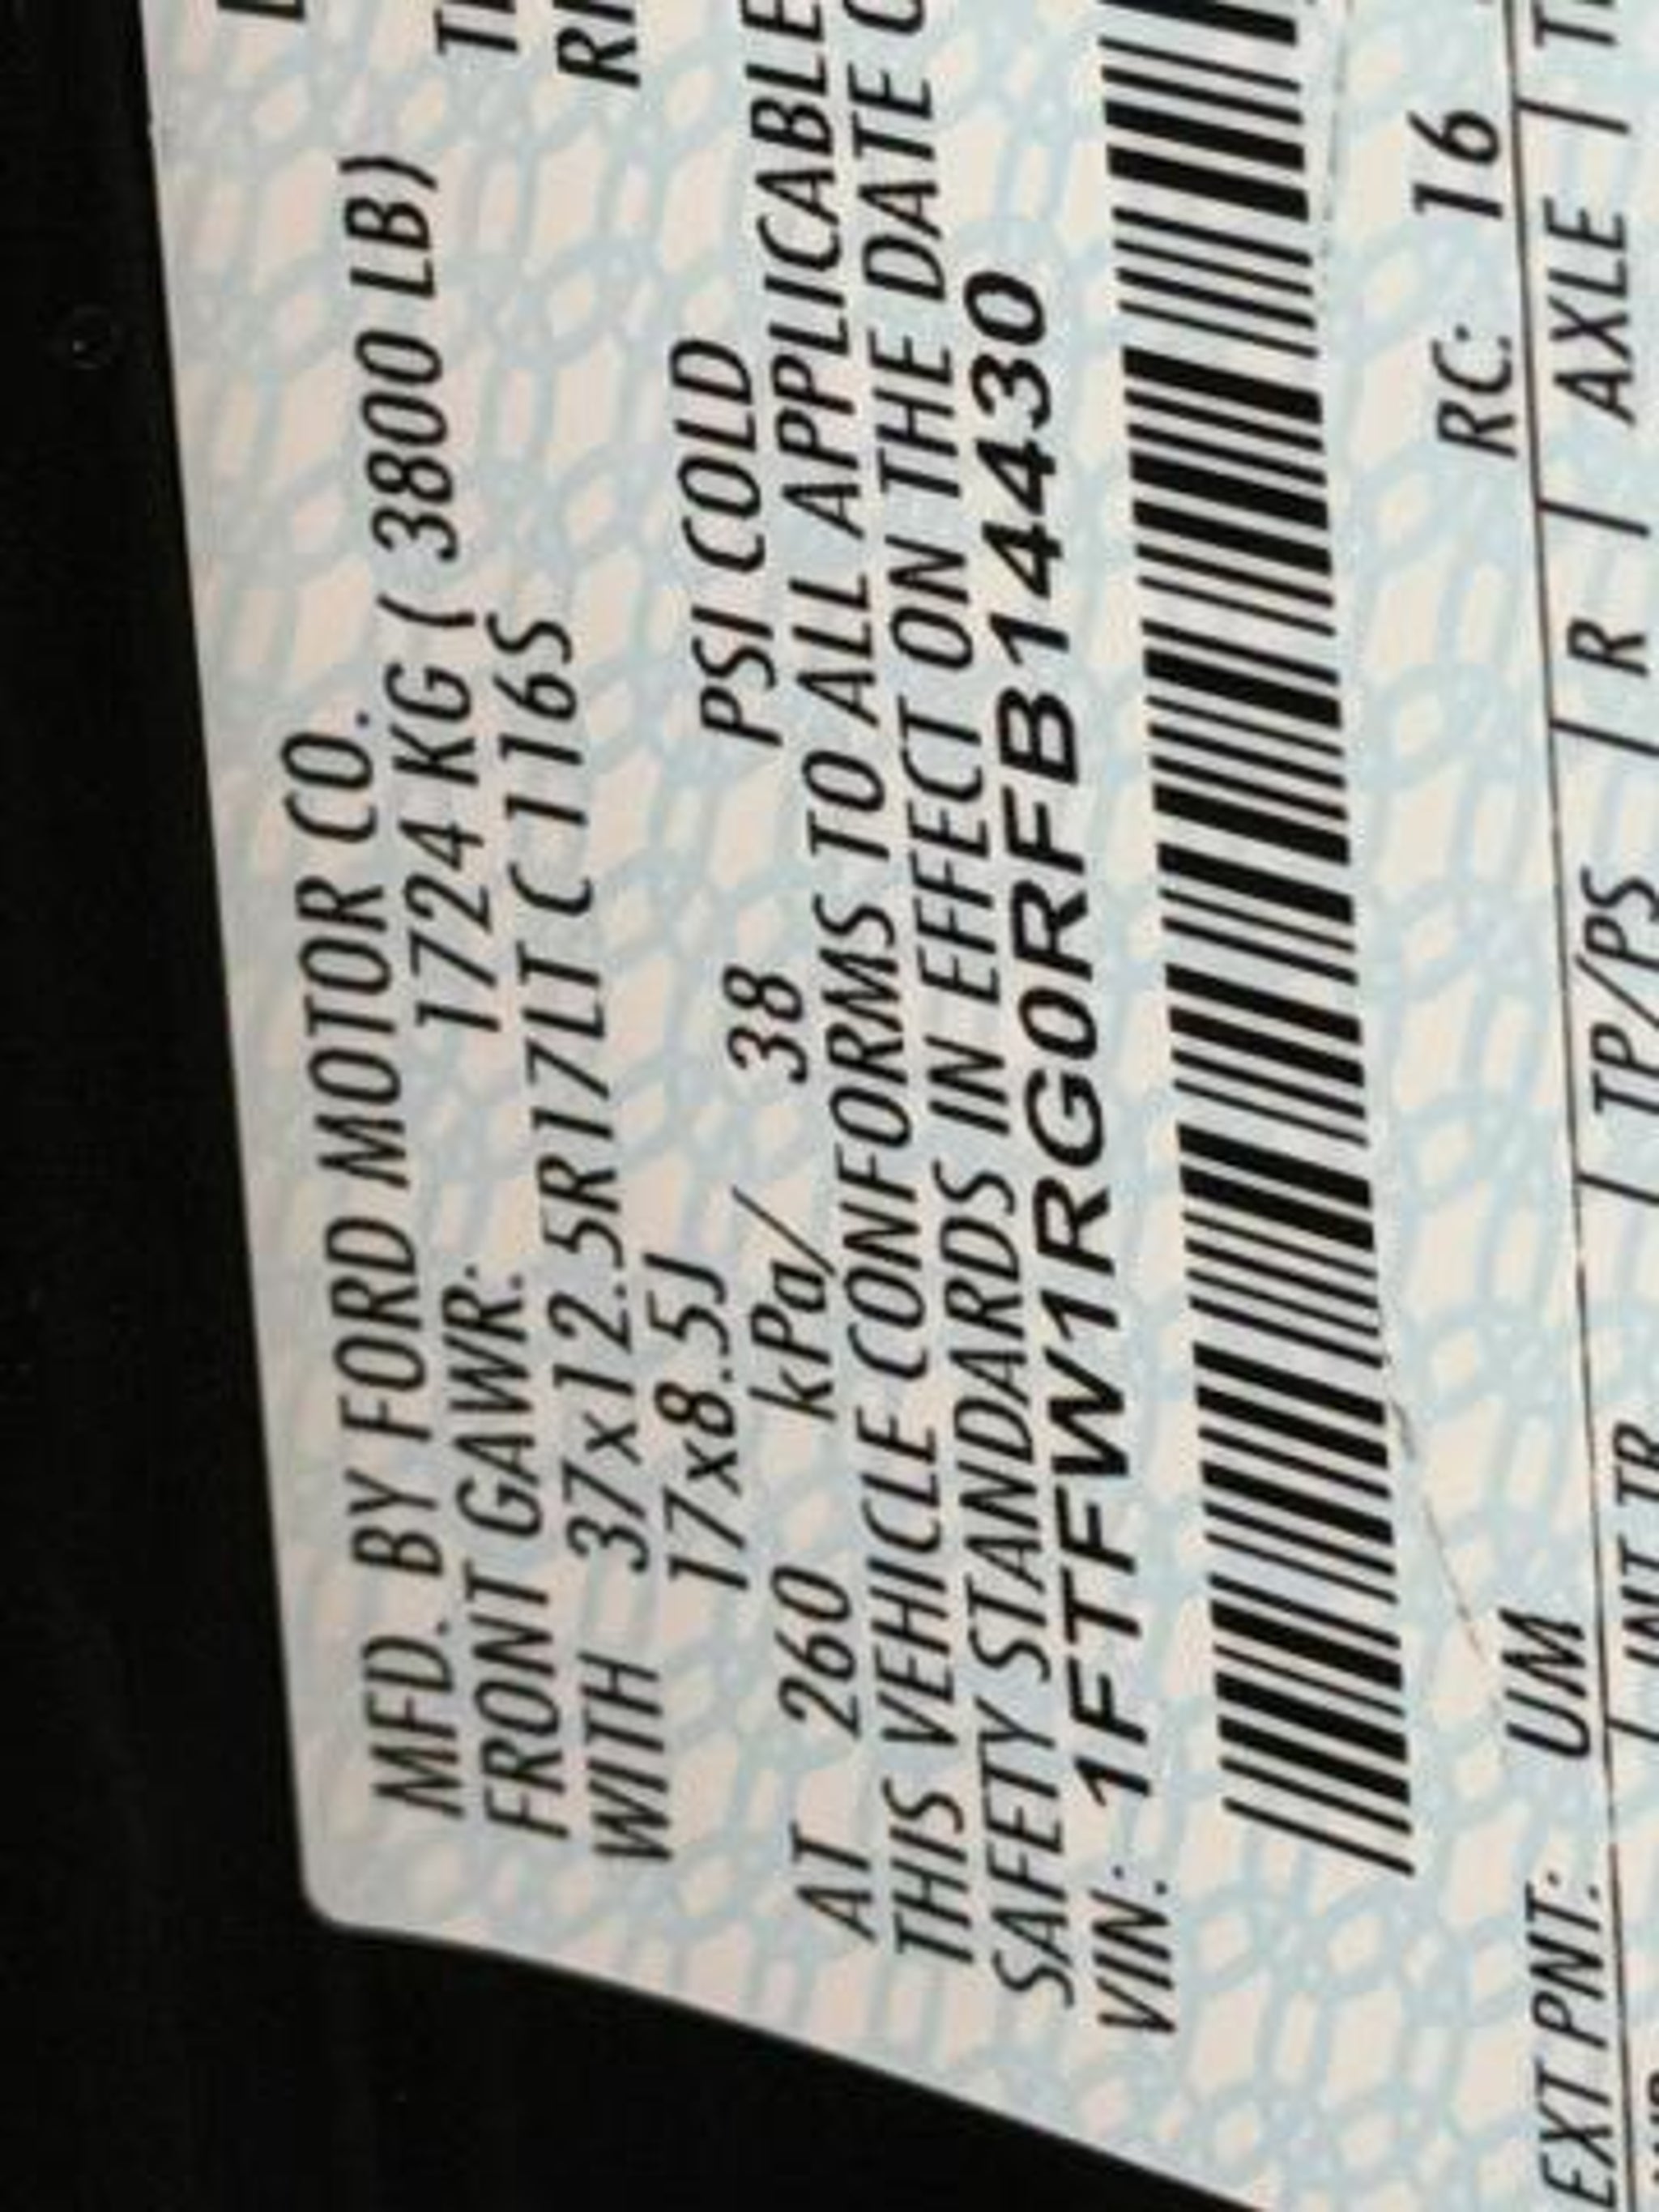 MFD. BY FORD MOTOR CO.
FRONT GAWR: 1724 KG ( 3800 LB)
WITH 37x12.5R17LT C 116S
17x8.5J
AT 260 kPa/ 38 PSI COLD
THIS VEHICLE CONFORMS TO ALL APPLICABLE
SAFETY STANDARDS IN EFFECT ON THE DATE
VIN: 1FTFW1RG0RFB14430
EXT PNT: UM RC: 16
INT TR | TP/PS | R | AXLE |